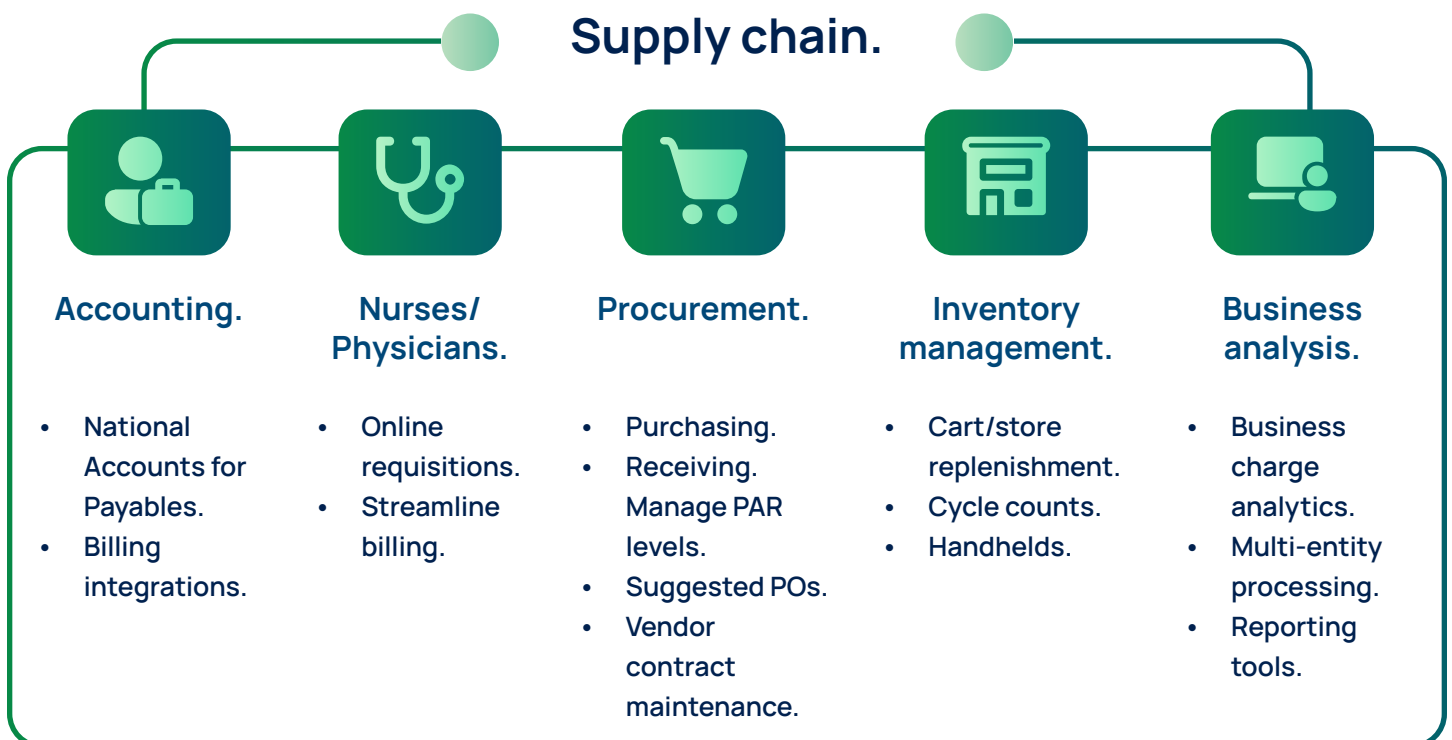 Supply chain.
Accounting.
• National
Accounts for
Payables.
• Billing
integrations.
Nurses/
Physicians.
• Online
requisitions.
• Streamline
billing.
Procurement.
• Purchasing.
• Receiving.
Manage PAR
levels.
• Suggested POs.
• Vendor
contract
maintenance.
Inventory
management.
• Cart/store
replenishment.
• Cycle counts.
• Handhelds.
Business
analysis.
• Business
charge
analytics.
• Multi-entity
processing.
• Reporting
tools.